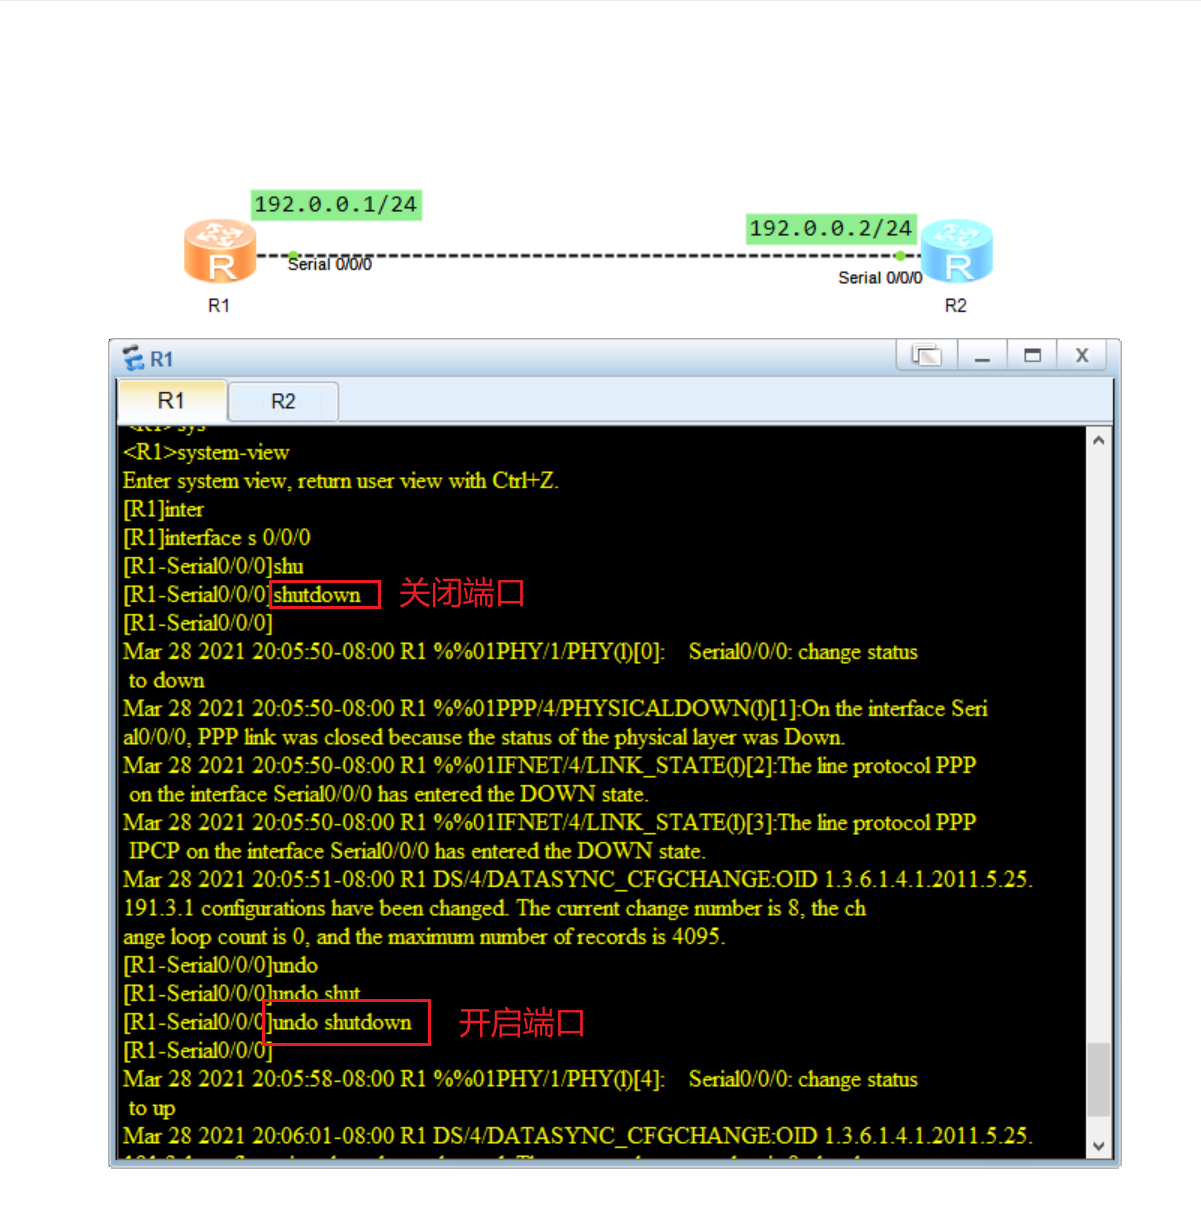 192.0.0.1/24
192.0.0.2/24
R
Serial 0/0/0
R
Serial 0/0/0
R1
R2
R1
R1
R2
<R1>sys
<R1>system-view
Enter system view, return user view with Ctrl+Z.
[R1]inter
[R1]interface s 0/0/0
[R1-Serial0/0/0]shu
[R1-Serial0/0/0]shutdown 关闭端口
[R1-Serial0/0/0]
Mar 28 2021 20:05:50-08:00 R1 %%01PHY/1/PHY(l)[0]:    Serial0/0/0: change status
to down
Mar 28 2021 20:05:50-08:00 R1 %%01PPP/4/PHYSICALDOWN(l)[1]:On the interface Seri
al0/0/0, PPP link was closed because the status of the physical layer was Down.
Mar 28 2021 20:05:50-08:00 R1 %%01IFNET/4/LINK_STATE(l)[2]:The line protocol PPP
on the interface Serial0/0/0 has entered the DOWN state.
Mar 28 2021 20:05:50-08:00 R1 %%01IFNET/4/LINK_STATE(l)[3]:The line protocol PPP
IPCP on the interface Serial0/0/0 has entered the DOWN state.
Mar 28 2021 20:05:51-08:00 R1 DS/4/DATASYNC_CFGCHANGE:OID 1.3.6.1.4.1.2011.5.25.
191.3.1 configurations have been changed. The current change number is 8, the ch
ange loop count is 0, and the maximum number of records is 4095.
[R1-Serial0/0/0]undo
[R1-Serial0/0/0]undo shut
[R1-Serial0/0/0]undo shutdown 开启端口
[R1-Serial0/0/0]
Mar 28 2021 20:05:58-08:00 R1 %%01PHY/1/PHY(l)[4]:    Serial0/0/0: change status
to up
Mar 28 2021 20:06:01-08:00 R1 DS/4/DATASYNC_CFGCHANGE:OID 1.3.6.1.4.1.2011.5.25.